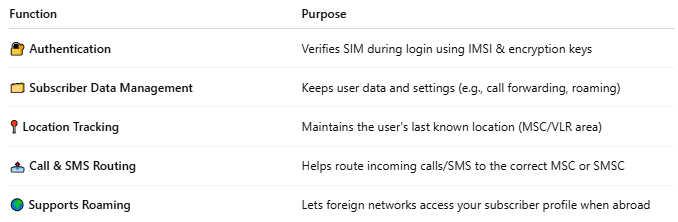 Function Purpose
Authentication Verifies SIM during login using IMSI & encryption keys
Subscriber Data Management Keeps user data and settings (e.g., call forwarding, roaming)
Location Tracking Maintains the user's last known location (MSC/VLR area)
Call & SMS Routing Helps route incoming calls/SMS to the correct MSC or SMSC
Supports Roaming Lets foreign networks access your subscriber profile when abroad